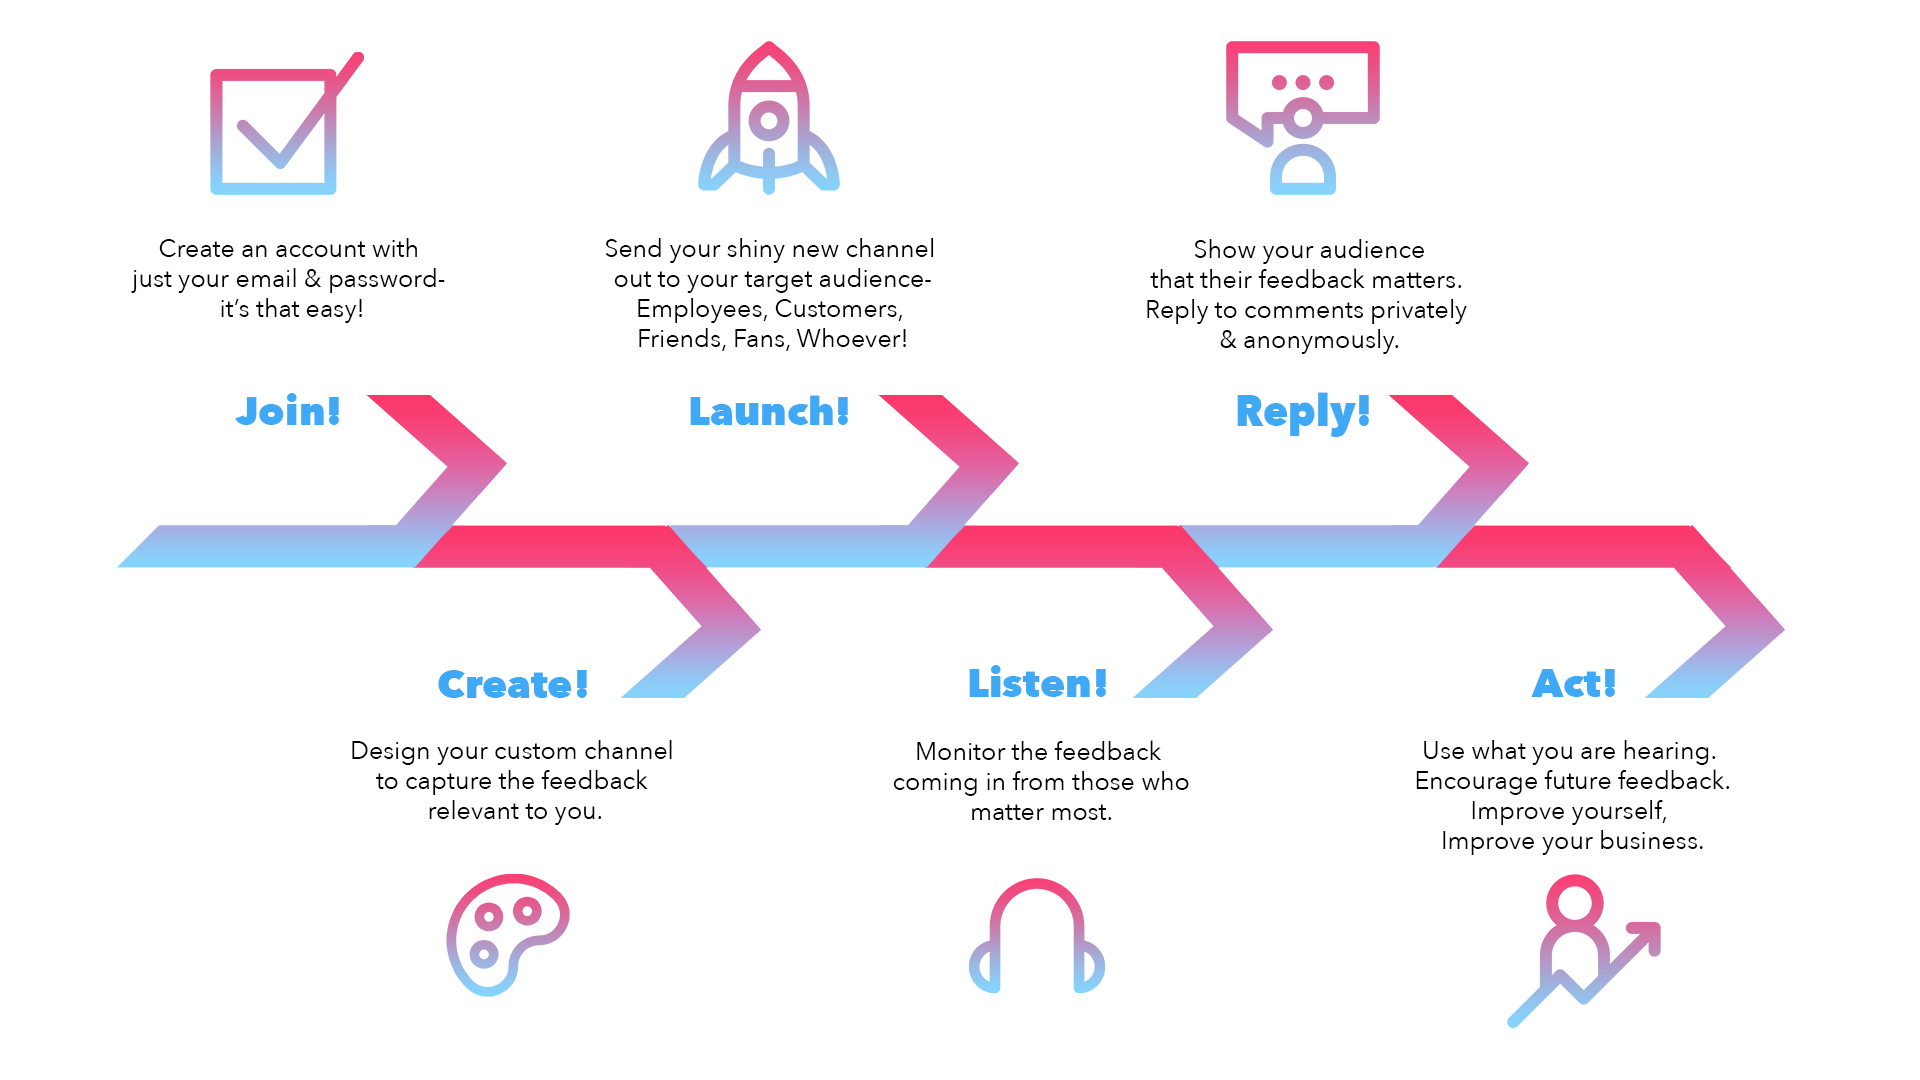 Create an account with
just your email & password-
it's that easy!
Join!
Design your custom channel
to capture the feedback
relevant to you.
Create!
Send your shiny new channel
out to your target audience-
Employees, Customers,
Friends, Fans, Whoever!
Launch!
Listen!
Monitor the feedback
coming in from those who
matter most.
Show your audience
that their feedback matters.
Reply to comments privately
& anonymously.
Reply!
Act!
Use what you are hearing.
Encourage future feedback.
Improve yourself,
Improve your business.